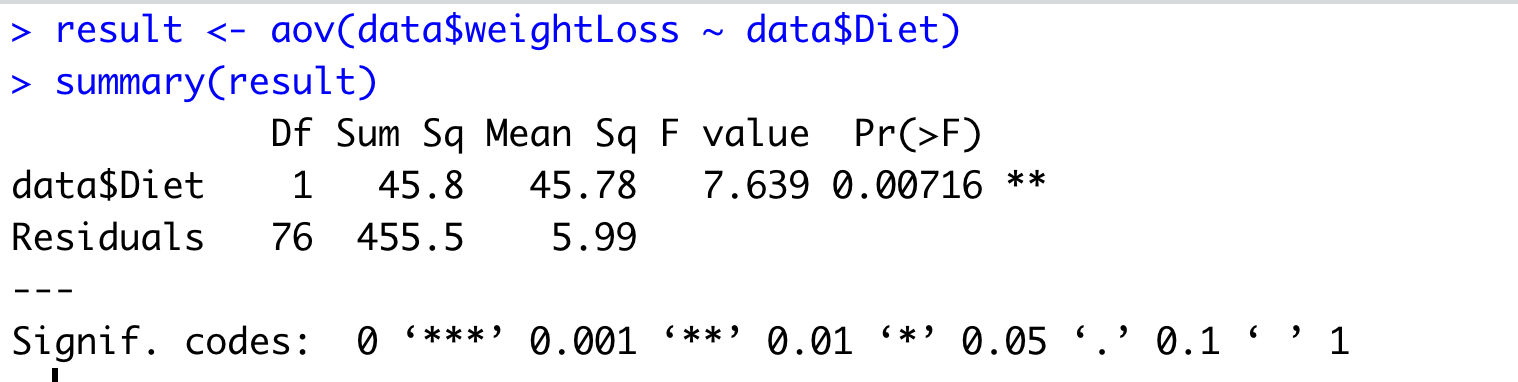 > result <- aov(data$weightLoss ~ data$Diet)
> summary(result)
            Df Sum Sq Mean Sq F value  Pr(>F)
data$Diet    1   45.8   45.78   7.639 0.00716 **
Residuals   76  455.5    5.99
---
Signif. codes:  0 ‘***’ 0.001 ‘**’ 0.01 ‘*’ 0.05 ‘.’ 0.1 ‘ ’ 1